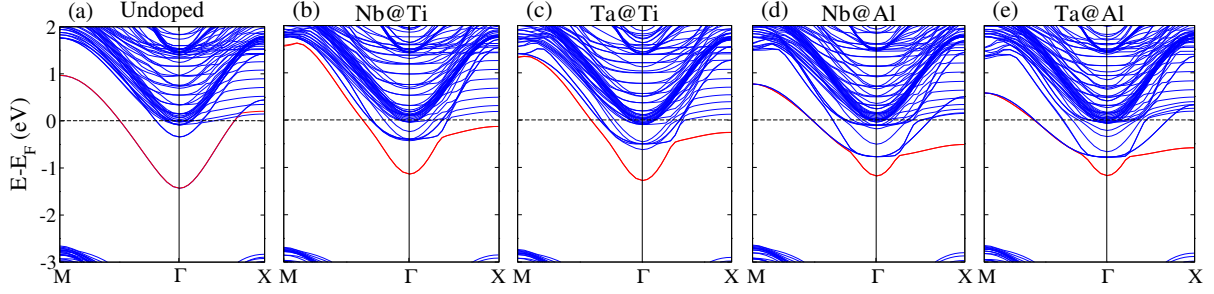 (a) Undoped (b) Nb@Ti (c) Ta@Ti (d) Nb@Al (e) Ta@Al
2
1
0
-1
-2
-3
E-E_F (eV)
M Γ X M Γ X M Γ X M Γ X M Γ X